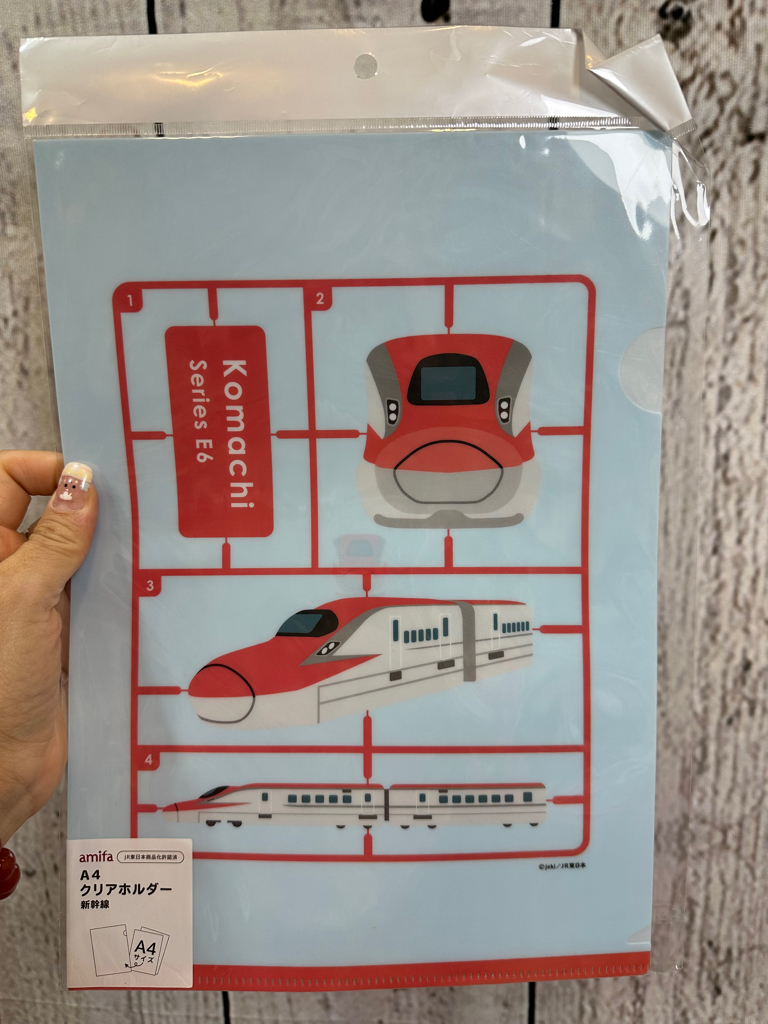 1
2
Komachi
Series E6
3
4
©jeki／JR東日本
amifa
JR東日本商品化許諾済
A4
クリアホルダー
新幹線
A4
サイズ